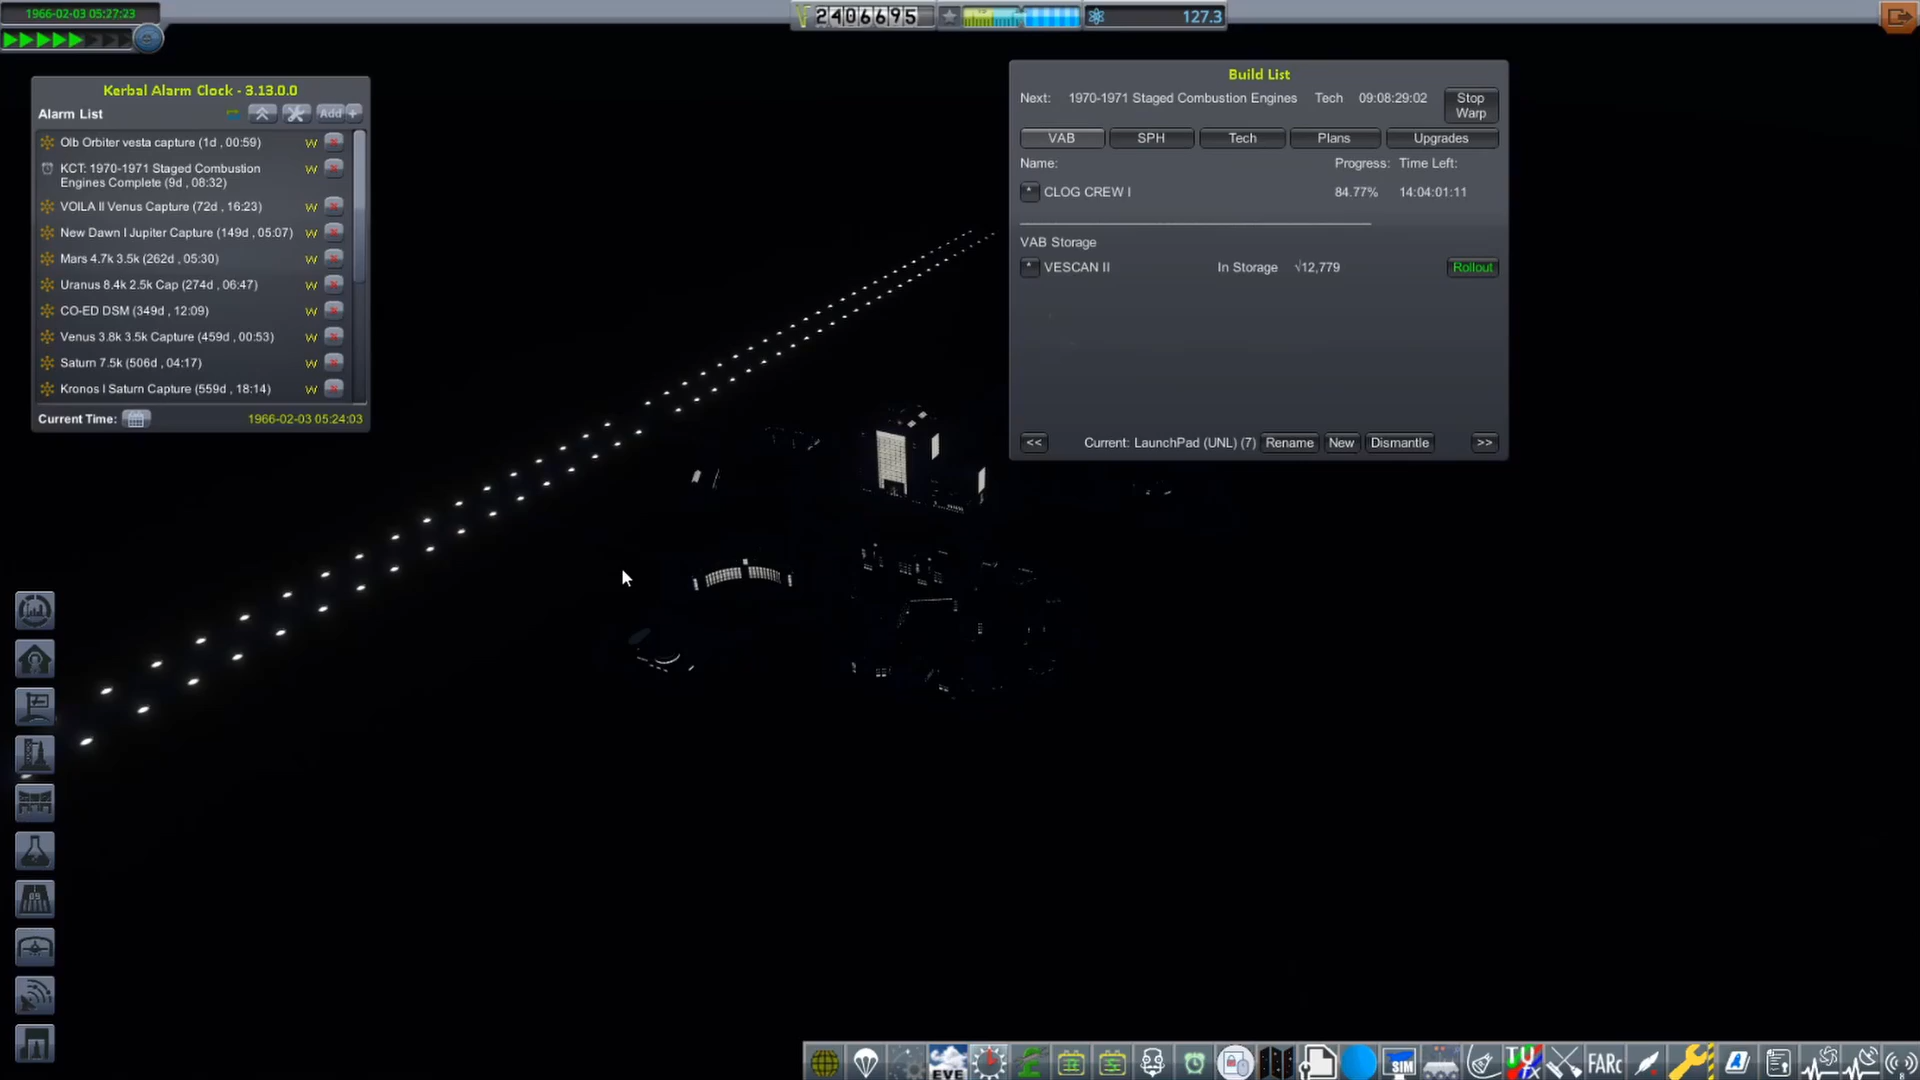 1966-02-03 05:27:23
2406695
127.3
Kerbal Alarm Clock - 3.13.0.0
Alarm List
Add
+
Olb Orbiter vesta capture (1d , 00:59)
W
KCT: 1970-1971 Staged Combustion
Engines Complete (9d , 08:32)
W
VOILA II Venus Capture (72d , 16:23)
W
New Dawn I Jupiter Capture (149d, 05:07)
W
Mars 4.7k 3.5k (262d , 05:30)
W
Uranus 8.4k 2.5k Cap (274d , 06:47)
W
CO-ED DSM (349d , 12:09)
W
Venus 3.8k 3.5k Capture (459d , 00:53)
W
Saturn 7.5k (506d , 04:17)
W
Kronos I Saturn Capture (559d , 18:14)
W
Current Time:
1966-02-03 05:24:03
Build List
Next: 1970-1971 Staged Combustion Engines Tech 09:08:29:02
Stop
Warp
VAB SPH Tech Plans Upgrades
Name: Progress: Time Left:
* CLOG CREW I 84.77% 14:04:01:11
VAB Storage
* VESCAN II In Storage √12,779 Rollout
<< Current: LaunchPad (UNL) (7) Rename New Dismantle >>
09
EVE
SIM
TU
FX
FARc
A